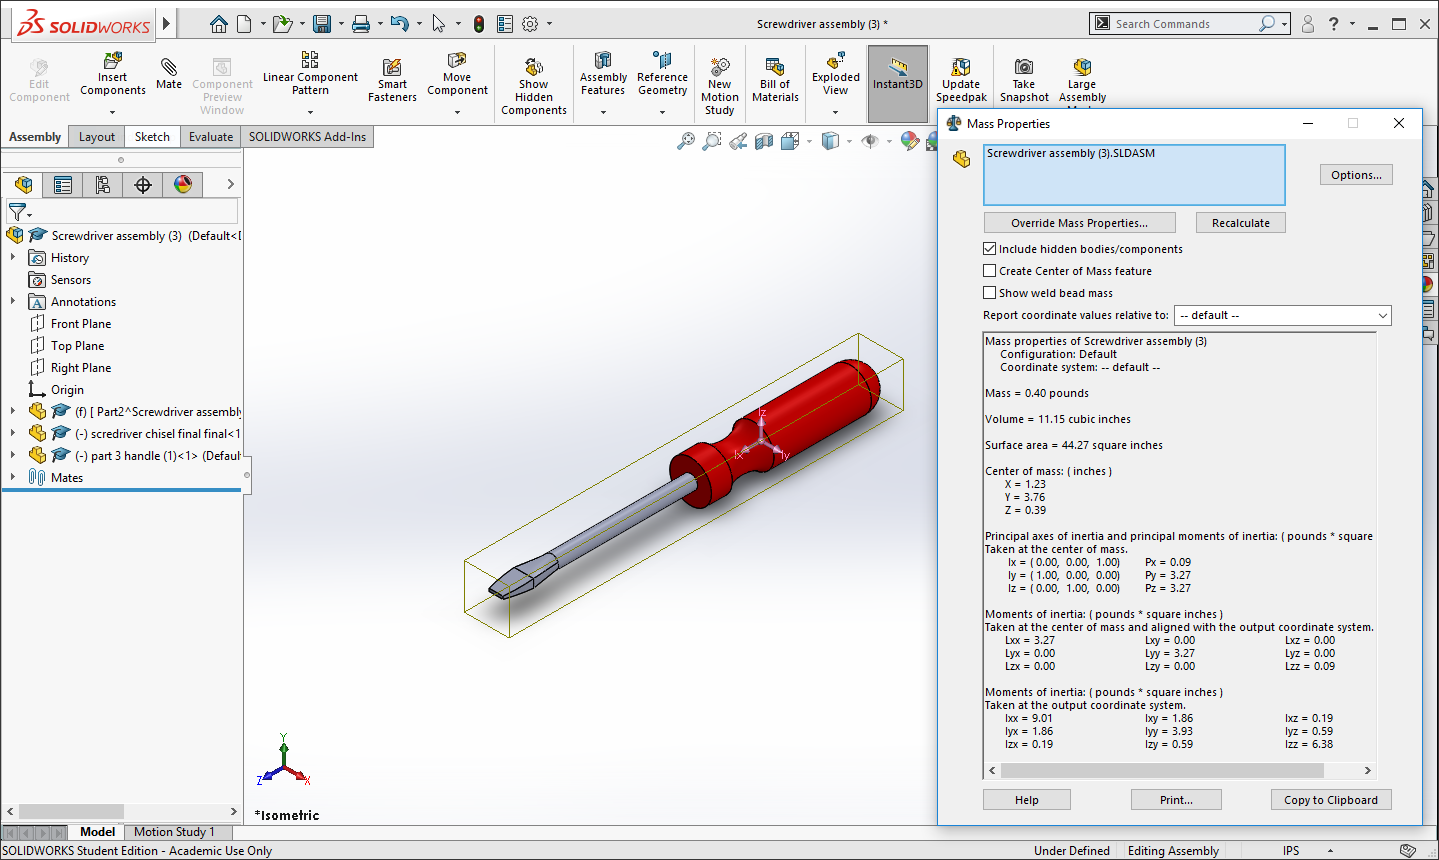 SOLIDWORKS
Screwdriver assembly (3) *
Search Commands
?
Edit Component
Insert Components
Mate
Component Preview Window
Linear Component Pattern
Smart Fasteners
Move Component
Show Hidden Components
Assembly Features
Reference Geometry
New Motion Study
Bill of Materials
Exploded View
Instant3D
Update Speedpak
Take Snapshot
Large Assembly
Assembly
Layout
Sketch
Evaluate
SOLIDWORKS Add-Ins
Screwdriver assembly (3) (Default<D
History
Sensors
Annotations
Front Plane
Top Plane
Right Plane
Origin
(f) [ Part2^Screwdriver assembly
(-) scredriver chisel final final<1
(-) part 3 handle (1)<1> (Defaul
Mates
Iz
Ix
Iy
Y
Z
X
*Isometric
Mass Properties
Screwdriver assembly (3).SLDASM
Options...
Override Mass Properties...
Recalculate
Include hidden bodies/components
Create Center of Mass feature
Show weld bead mass
Report coordinate values relative to: -- default --
Mass properties of Screwdriver assembly (3)
Configuration: Default
Coordinate system: -- default --
Mass = 0.40 pounds
Volume = 11.15 cubic inches
Surface area = 44.27 square inches
Center of mass: ( inches )
X = 1.23
Y = 3.76
Z = 0.39
Principal axes of inertia and principal moments of inertia: ( pounds * square
Taken at the center of mass.
Ix = ( 0.00, 0.00, 1.00) Px = 0.09
Iy = ( 1.00, 0.00, 0.00) Py = 3.27
Iz = ( 0.00, 1.00, 0.00) Pz = 3.27
Moments of inertia: ( pounds * square inches )
Taken at the center of mass and aligned with the output coordinate system.
Lxx = 3.27 Lxy = 0.00 Lxz = 0.00
Lyx = 0.00 Lyy = 3.27 Lyz = 0.00
Lzx = 0.00 Lzy = 0.00 Lzz = 0.09
Moments of inertia: ( pounds * square inches )
Taken at the output coordinate system.
Ixx = 9.01 Ixy = 1.86 Ixz = 0.19
Iyx = 1.86 Iyy = 3.93 Iyz = 0.59
Izx = 0.19 Izy = 0.59 Izz = 6.38
Help
Print...
Copy to Clipboard
Model
Motion Study 1
SOLIDWORKS Student Edition - Academic Use Only
Under Defined
Editing Assembly
IPS